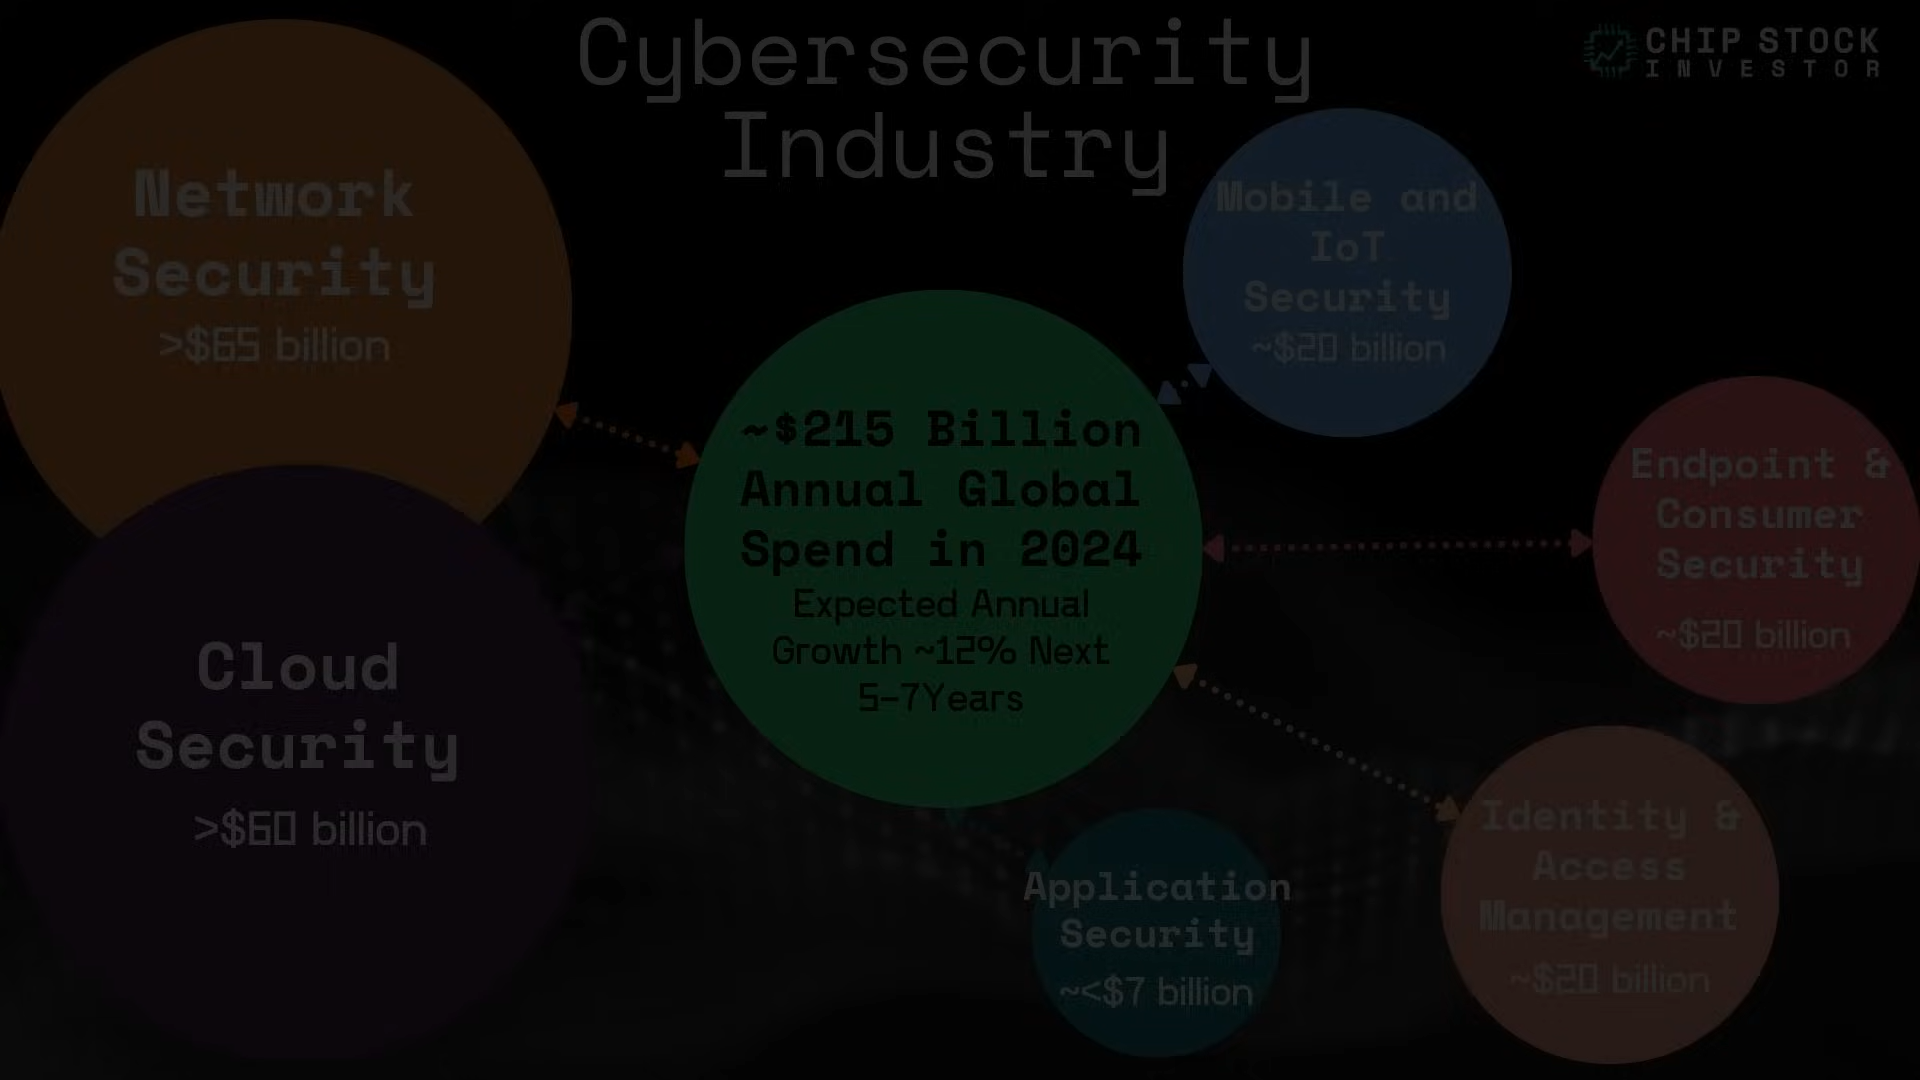 Cybersecurity
Industry
CHIP STOCK
INVESTOR
Network
Security
>$65 billion
Mobile and
IoT
Security
~$20 billion
~$215 Billion
Annual Global
Spend in 2024
Expected Annual
Growth ~12% Next
5-7Years
Endpoint &
Consumer
Security
~$20 billion
Cloud
Security
>$60 billion
Identity &
Access
Management
~$20 billion
Application
Security
~<$7 billion